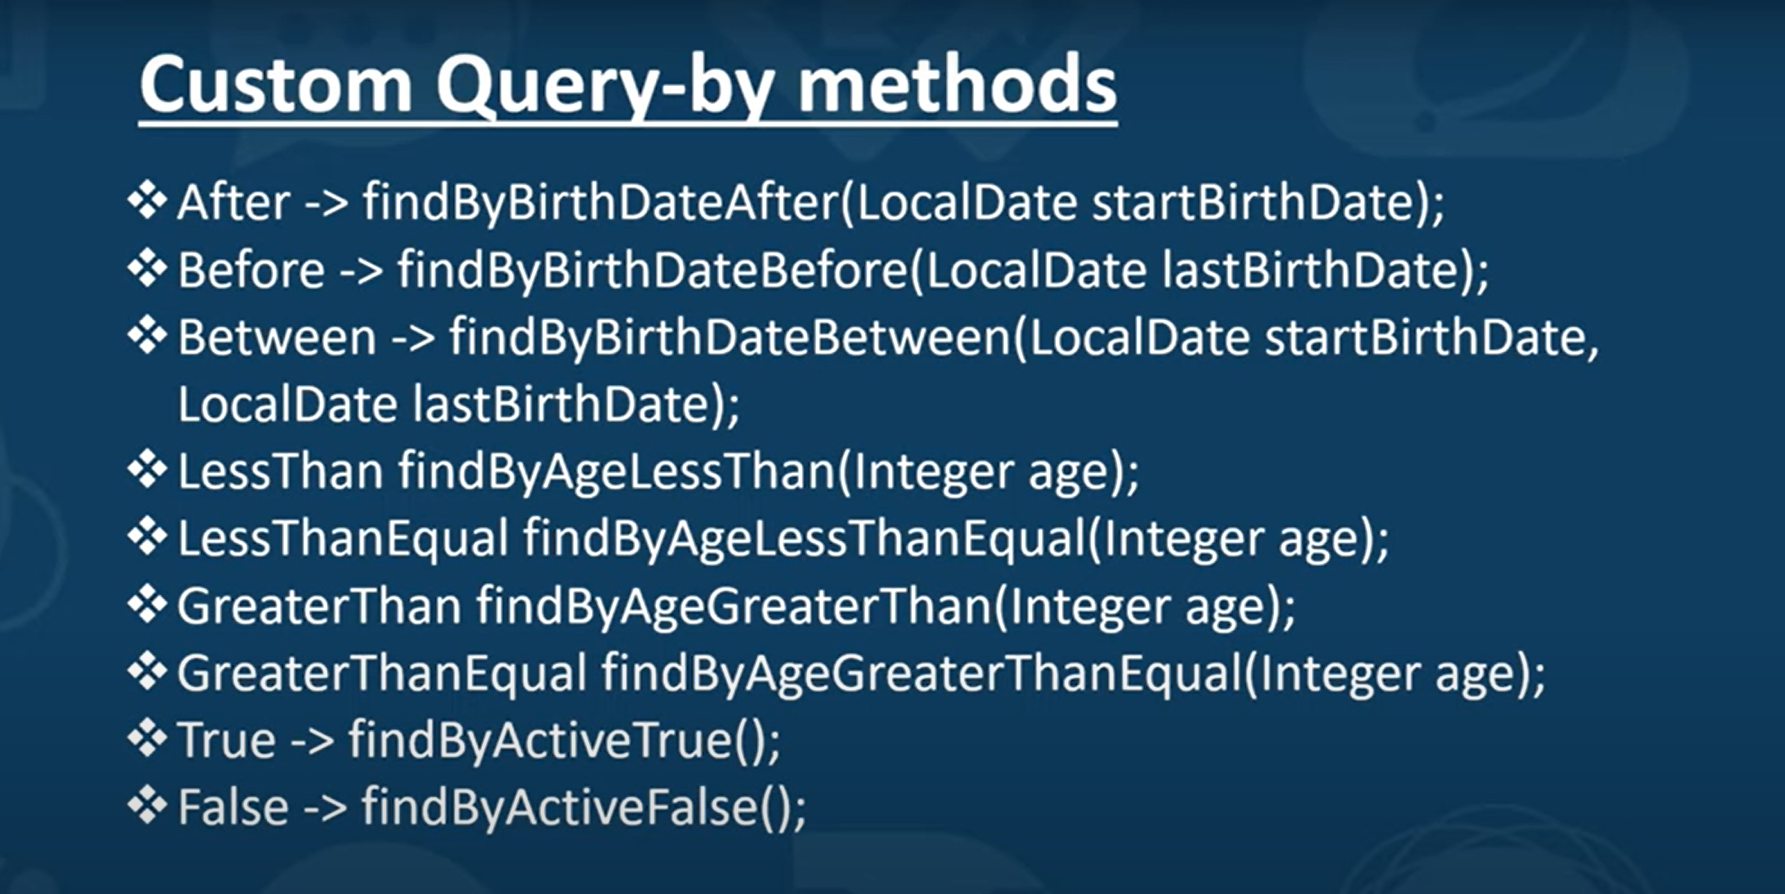 Custom Query-by methods
❖ After -> findByBirthDateAfter(LocalDate startBirthDate);
❖ Before -> findByBirthDateBefore(LocalDate lastBirthDate);
❖ Between -> findByBirthDateBetween(LocalDate startBirthDate,
LocalDate lastBirthDate);
❖ LessThan findByAgeLessThan(Integer age);
❖ LessThanEqual findByAgeLessThanEqual(Integer age);
❖ GreaterThan findByAgeGreaterThan(Integer age);
❖ GreaterThanEqual findByAgeGreaterThanEqual(Integer age);
❖ True -> findByActiveTrue();
❖ False -> findByActiveFalse();